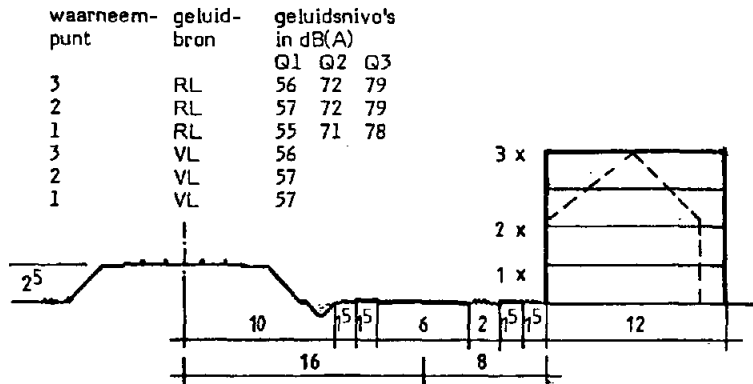 waarneem- geluid- geluidsnivo's
punt bron in dB(A)
Q1 Q2 Q3
3 RL 56 72 79
2 RL 57 72 79
1 RL 55 71 78
3 VL 56
2 VL 57
1 VL 57
3 x
2 x
1 x
2⁵
10 1⁵ 1⁵ 6 2 1⁵ 1⁵ 12
16 8